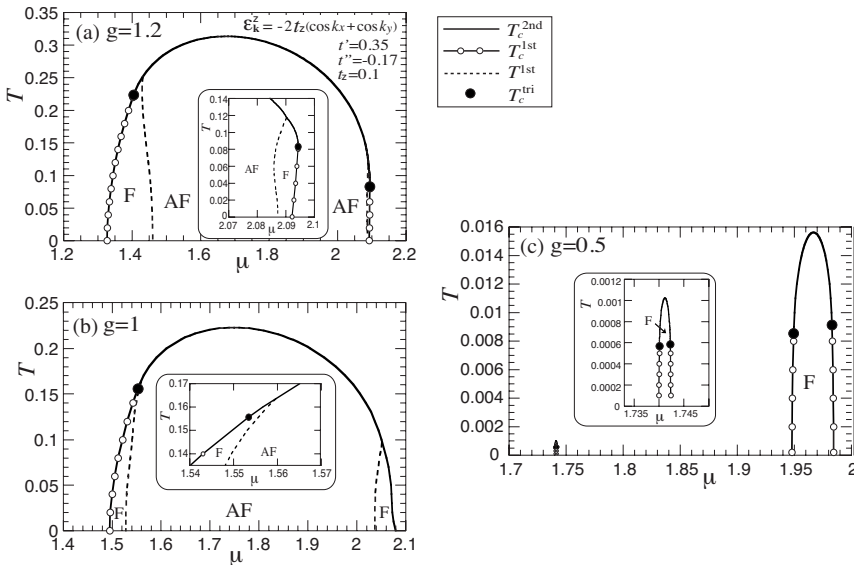 (a) g=1.2
ε_k^z = -2t_z(coskx+cosky)
t'=0.35
t''=-0.17
t_z=0.1
T
0.35
0.3
0.25
0.2
0.15
0.1
0.05
0
F
AF
AF
1.2 1.4 1.6 1.8 2 2.2
μ
T
0.14
0.12
0.10
0.08
0.06
0.04
0.02
0
AF
F
2.07 2.08 2.09 2.1
μ
T_c^2nd
T_c^1st
T^1st
T_c^tri
(b) g=1
T
0.25
0.2
0.15
0.1
0.05
0
F
AF
F
1.4 1.5 1.6 1.7 1.8 1.9 2 2.1
μ
T
0.17
0.16
0.15
0.14
F
AF
1.54 1.55 1.56 1.57
μ
(c) g=0.5
T
0.016
0.014
0.012
0.01
0.008
0.006
0.004
0.002
0
F
1.7 1.75 1.8 1.85 1.9 1.95 2
μ
T
0.0012
0.001
0.0008
0.0006
0.0004
0.0002
0
F
1.735 1.745
μ